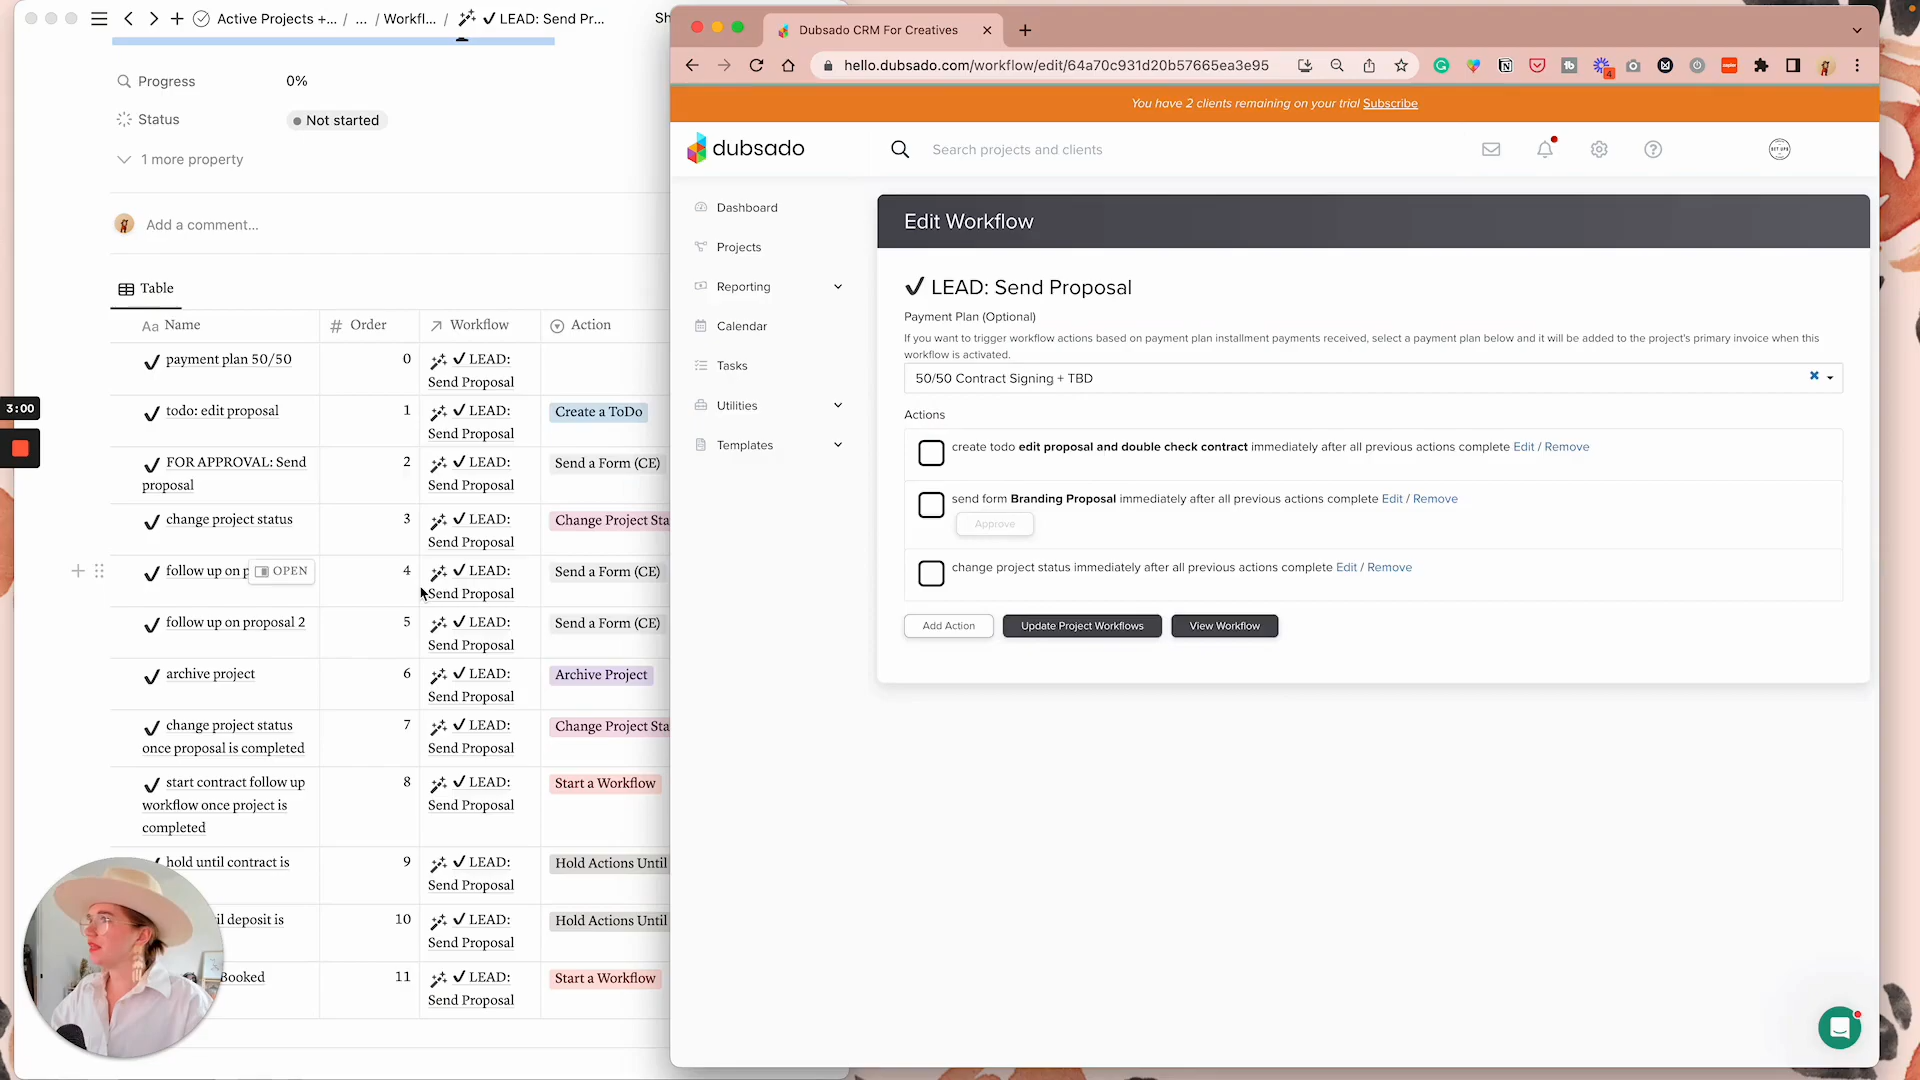 Active Projects +... / ... / Workfl... / ✔ LEAD: Send Pr...
Progress 0%
Status Not started
1 more property
Add a comment...
Table
Aa Name # Order Workflow Action
payment plan 50/50 0 ✔ LEAD: Send Proposal
todo: edit proposal 1 ✔ LEAD: Send Proposal Create a ToDo
FOR APPROVAL: Send proposal 2 ✔ LEAD: Send Proposal Send a Form (CE)
change project status 3 ✔ LEAD: Send Proposal Change Project Sta
follow up on p OPEN 4 ✔ LEAD: Send Proposal Send a Form (CE)
follow up on proposal 2 5 ✔ LEAD: Send Proposal Send a Form (CE)
archive project 6 ✔ LEAD: Send Proposal Archive Project
change project status once proposal is completed 7 ✔ LEAD: Send Proposal Change Project Sta
start contract follow up workflow once project is completed 8 ✔ LEAD: Send Proposal Start a Workflow
hold until contract is 9 ✔ LEAD: Send Proposal Hold Actions Until
il deposit is 10 ✔ LEAD: Send Proposal Hold Actions Until
Booked 11 ✔ LEAD: Send Proposal Start a Workflow
3:00
Dubsado CRM For Creatives
hello.dubsado.com/workflow/edit/64a70c931d20b57665ea3e95
4
You have 2 clients remaining on your trial Subscribe
dubsado
Search projects and clients
Dashboard
Projects
Reporting
Calendar
Tasks
Utilities
Templates
Edit Workflow
✔ LEAD: Send Proposal
Payment Plan (Optional)
If you want to trigger workflow actions based on payment plan installment payments received, select a payment plan below and it will be added to the project's primary invoice when this
workflow is activated.
50/50 Contract Signing + TBD
Actions
create todo edit proposal and double check contract immediately after all previous actions complete Edit / Remove
send form Branding Proposal immediately after all previous actions complete Edit / Remove
Approve
change project status immediately after all previous actions complete Edit / Remove
Add Action Update Project Workflows View Workflow